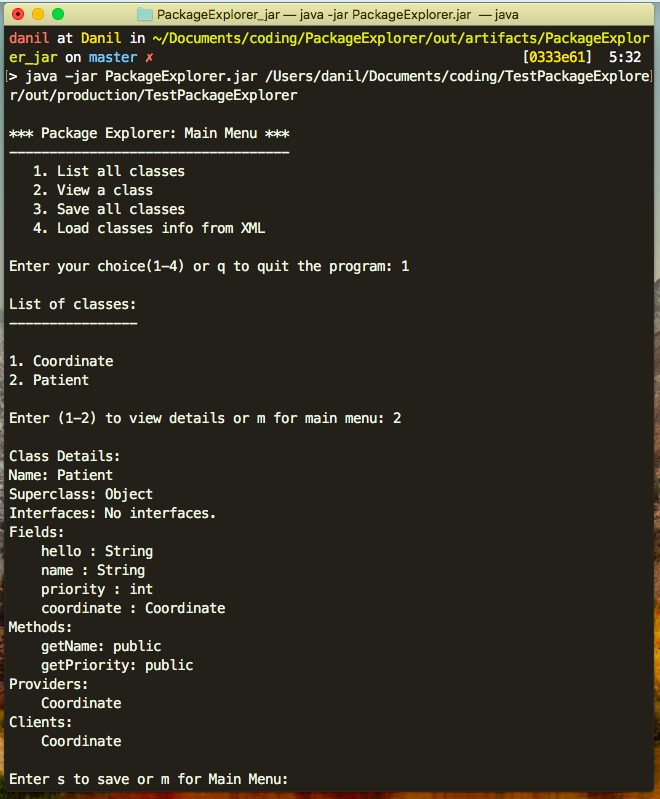 PackageExplorer_jar — java -jar PackageExplorer.jar — java
danil at Danil in ~/Documents/coding/PackageExplorer/out/artifacts/PackageExplor
er_jar on master ✗ [0333e61] 5:32
[> java -jar PackageExplorer.jar /Users/danil/Documents/coding/TestPackageExplore]
r/out/production/TestPackageExplorer
*** Package Explorer: Main Menu ***
-----------------------------------
1. List all classes
2. View a class
3. Save all classes
4. Load classes info from XML
Enter your choice(1-4) or q to quit the program: 1
List of classes:
----------------
1. Coordinate
2. Patient
Enter (1-2) to view details or m for main menu: 2
Class Details:
Name: Patient
Superclass: Object
Interfaces: No interfaces.
Fields:
hello : String
name : String
priority : int
coordinate : Coordinate
Methods:
getName: public
getPriority: public
Providers:
Coordinate
Clients:
Coordinate
Enter s to save or m for Main Menu: